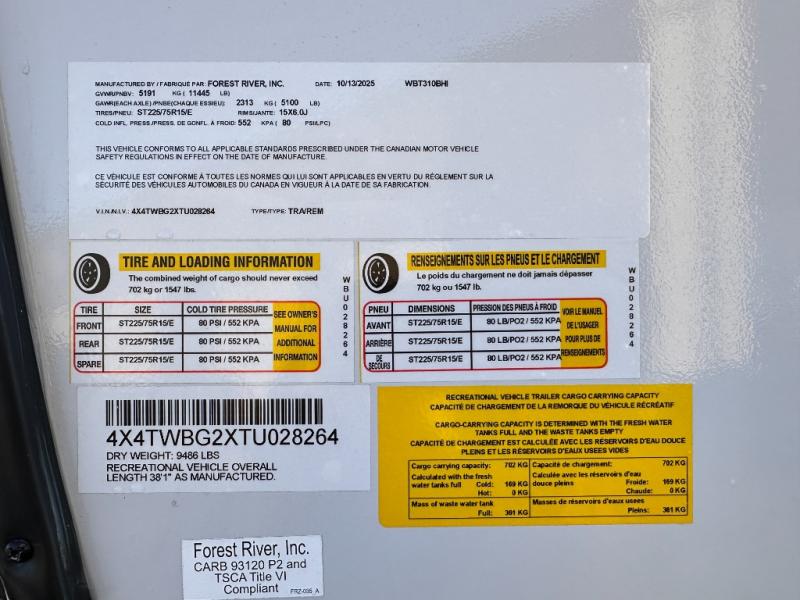 MANUFACTURED BY / FABRIQUÉ PAR: FOREST RIVER, INC. DATE: 10/13/2025 WBT310BHI
GVWR/PNBV: 5191 KG ( 11445 LB)
GAWR(EACH AXLE) /PNBE(CHAQUE ESSIEU): 2313 KG ( 5100 LB)
TIRES/PNEU: ST225/75R15/E RIMS/JANTE: 15X6.0J
COLD INFL. PRESS./PRESS. DE GONFL. À FROID: 552 KPA ( 80 PSI/LPC)
THIS VEHICLE CONFORMS TO ALL APPLICABLE STANDARDS PRESCRIBED UNDER THE CANADIAN MOTOR VEHICLE
SAFETY REGULATIONS IN EFFECT ON THE DATE OF MANUFACTURE.
CE VÉHICULE EST CONFORME À TOUTES LES NORMES QUI LUI SONT APPLICABLES EN VERTU DU RÈGLEMENT SUR LA
SÉCURITÉ DES VÉHICULES AUTOMOBILES DU CANADA EN VIGUEUR À LA DATE DE SA FABRICATION.
V.I.N./N.I.V.: 4X4TWBG2XTU028264 TYPE/TYPE: TRA/REM
TIRE AND LOADING INFORMATION
The combined weight of cargo should never exceed
702 kg or 1547 lbs.
TIRE SIZE COLD TIRE PRESSURE
FRONT ST225/75R15/E 80 PSI / 552 KPA
REAR ST225/75R15/E 80 PSI / 552 KPA
SPARE ST225/75R15/E 80 PSI / 552 KPA
SEE OWNER'S
MANUAL FOR
ADDITIONAL
INFORMATION
WBU028264
RENSEIGNEMENTS SUR LES PNEUS ET LE CHARGEMENT
Le poids du chargement ne doit jamais dépasser
702 kg ou 1547 lb.
PNEU DIMENSIONS PRESSION DES PNEUS À FROID
AVANT ST225/75R15/E 80 LB/PO2 / 552 KPA
ARRIÈRE ST225/75R15/E 80 LB/PO2 / 552 KPA
DE SECOURS ST225/75R15/E 80 LB/PO2 / 552 KPA
VOIR LE MANUEL
DE L'USAGER
POUR PLUS DE
RENSEIGNEMENTS
WBU028264
4X4TWBG2XTU028264
DRY WEIGHT: 9486 LBS
RECREATIONAL VEHICLE OVERALL
LENGTH 38'1" AS MANUFACTURED.
RECREATIONAL VEHICLE TRAILER CARGO CARRYING CAPACITY
CAPACITÉ DE CHARGEMENT DE LA REMORQUE DU VÉHICULE RÉCRÉATIF
CARGO-CARRYING CAPACITY IS DETERMINED WITH THE FRESH WATER
TANKS FULL AND THE WASTE TANKS EMPTY
CAPACITÉ DE CHARGEMENT EST CALCULÉE AVEC LES RÉSERVOIRS D'EAU DOUCE
PLEINS ET LES RÉSERVOIRS D'EAUX USEES VIDES
Cargo carrying capacity: 702 KG
Calculated with the fresh
water tanks full Cold: 169 KG
Hot: 0 KG
Mass of waste water tank
Full: 381 KG
Capacité de chargement: 702 KG
Calculée avec les réservoirs d'eau
douce pleins Froide: 169 KG
Chaude: 0 KG
Masses de réservoirs d'eaux usees
Pleins: 381 KG
Forest River, Inc.
CARB 93120 P2 and
TSCA Title VI
Compliant
FRZ-035_A